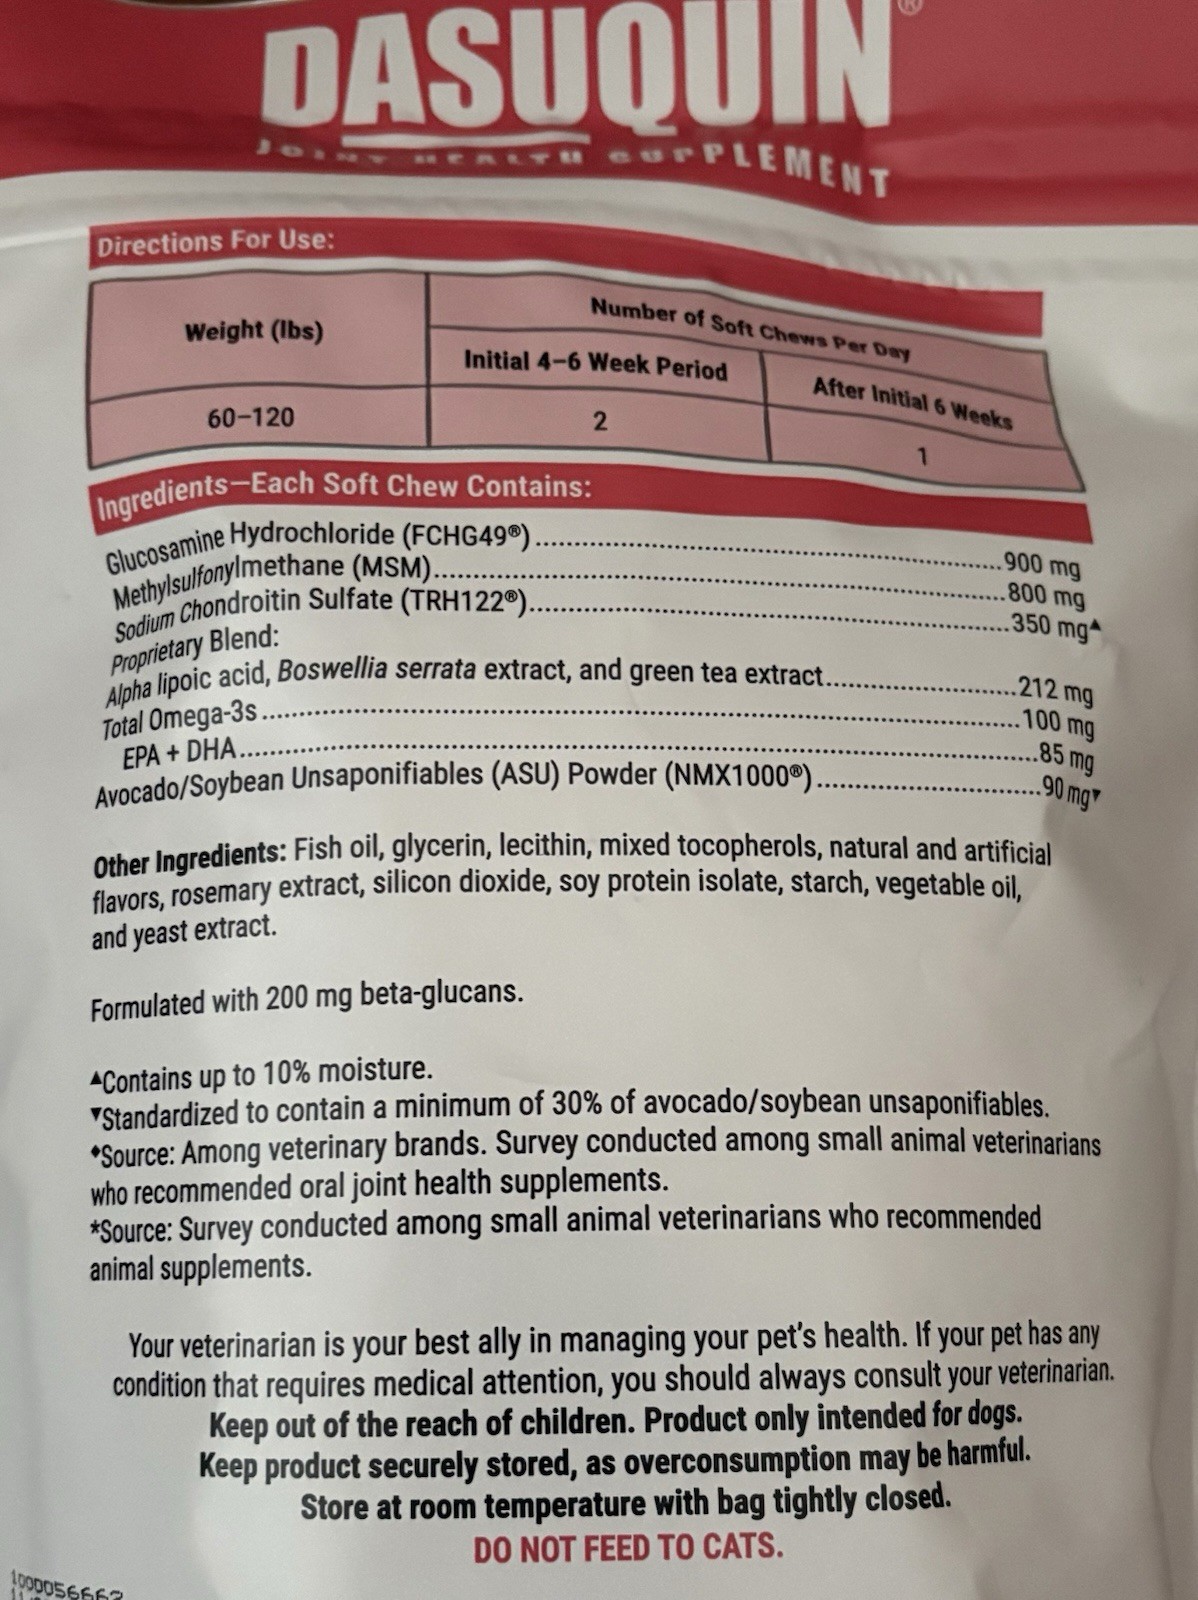 DASUQUIN®
JOINT HEALTH SUPPLEMENT
Directions For Use:
Weight (lbs)
Number of Soft Chews Per Day
Initial 4–6 Week Period
After Initial 6 Weeks
60–120
2
1
Ingredients—Each Soft Chew Contains:
Glucosamine Hydrochloride (FCHG49®)........900 mg
Methylsulfonylmethane (MSM)........800 mg
Sodium Chondroitin Sulfate (TRH122®)........350 mg▲
Proprietary Blend:
Alpha lipoic acid, Boswellia serrata extract, and green tea extract........212 mg
Total Omega-3s........100 mg
EPA + DHA........85 mg
Avocado/Soybean Unsaponifiables (ASU) Powder (NMX1000®)........90 mg▼
Other Ingredients: Fish oil, glycerin, lecithin, mixed tocopherols, natural and artificial
flavors, rosemary extract, silicon dioxide, soy protein isolate, starch, vegetable oil,
and yeast extract.
Formulated with 200 mg beta-glucans.
▲Contains up to 10% moisture.
▼Standardized to contain a minimum of 30% of avocado/soybean unsaponifiables.
◆Source: Among veterinary brands. Survey conducted among small animal veterinarians
who recommended oral joint health supplements.
*Source: Survey conducted among small animal veterinarians who recommended
animal supplements.
Your veterinarian is your best ally in managing your pet's health. If your pet has any
condition that requires medical attention, you should always consult your veterinarian.
Keep out of the reach of children. Product only intended for dogs.
Keep product securely stored, as overconsumption may be harmful.
Store at room temperature with bag tightly closed.
DO NOT FEED TO CATS.